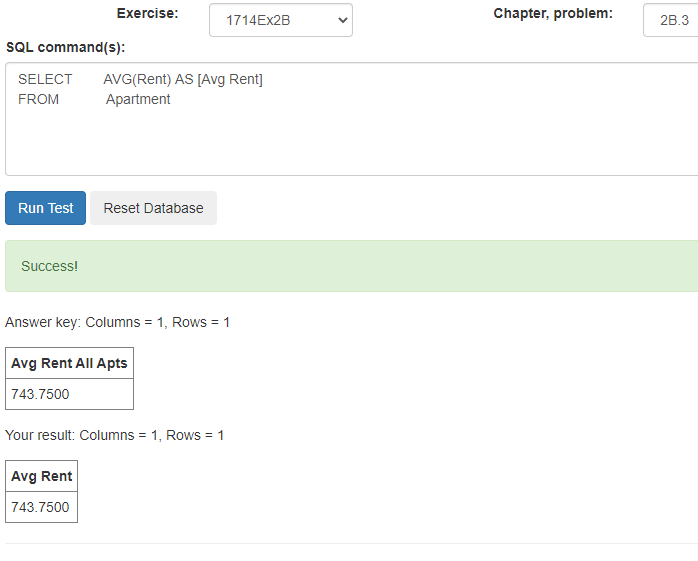 Exercise: 1714Ex2B Chapter, problem: 2B.3
SQL command(s):
SELECT AVG(Rent) AS [Avg Rent]
FROM Apartment
Run Test Reset Database
Success!
Answer key: Columns = 1, Rows = 1
Avg Rent All Apts
743.7500
Your result: Columns = 1, Rows = 1
Avg Rent
743.7500